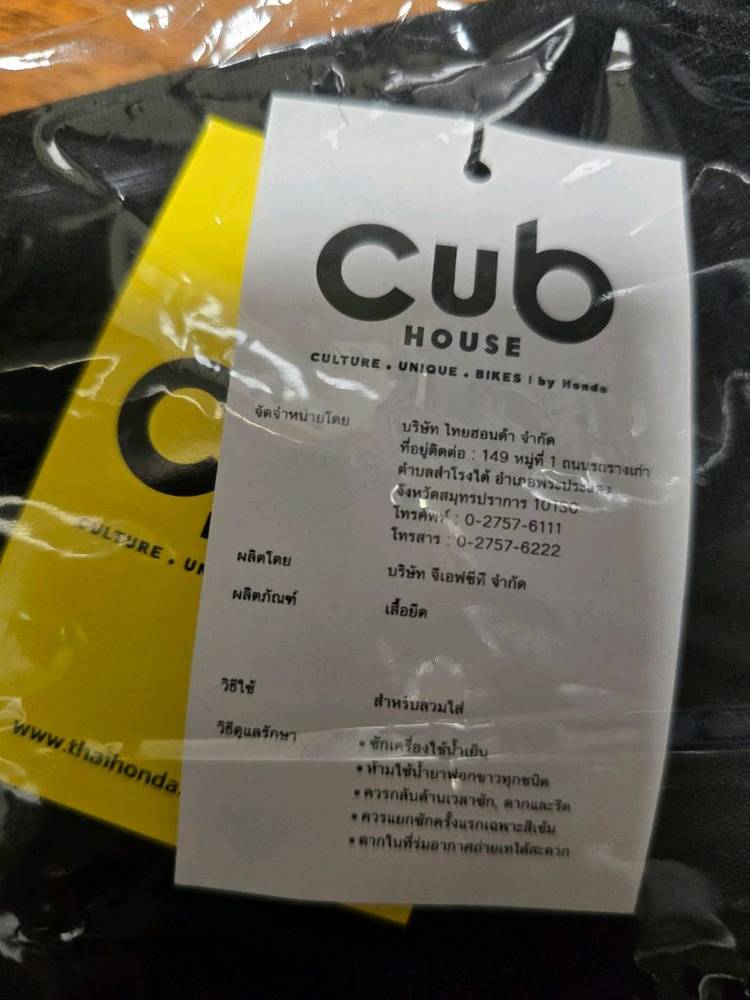 Cub
HOUSE
CULTURE • UNIQUE • BIKES | by Honda
จัดจำหน่ายโดย
บริษัท ไทยฮอนด้า จำกัด
ที่อยู่ติดต่อ : 149 หมู่ที่ 1 ถนนรถรางเก่า
ตำบลสำโรงใต้ อำเภอพระประแดง
จังหวัดสมุทรปราการ 10130
โทรศัพท์ : 0-2757-6111
โทรสาร : 0-2757-6222
ผลิตโดย
บริษัท จีเอฟซีที จำกัด
ผลิตภัณฑ์
เสื้อยืด
วิธีใช้
สำหรับสวมใส่
วิธีดูแลรักษา
• ซักเครื่องใช้น้ำเย็น
• ห้ามใช้น้ำยาฟอกขาวทุกชนิด
• ควรกลับด้านเวลาซัก, ตากและรีด
• ควรแยกซักครั้งแรกเฉพาะสีเข้ม
• ตากในที่ร่มอากาศถ่ายเทได้สะดวก
C
CULTURE • UN
www.thaihonda.